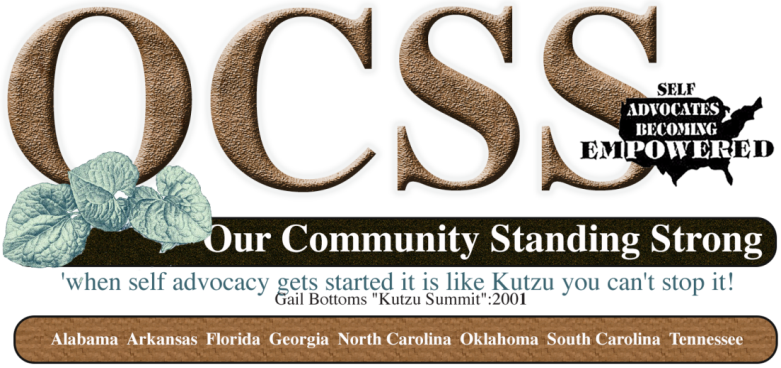 OCSS
SELF
ADVOCATES
BECOMING
EMPOWERED
Our Community Standing Strong
'when self advocacy gets started it is like Kutzu you can't stop it!
Gail Bottoms "Kutzu Summit":2001
Alabama Arkansas Florida Georgia North Carolina Oklahoma South Carolina Tennessee